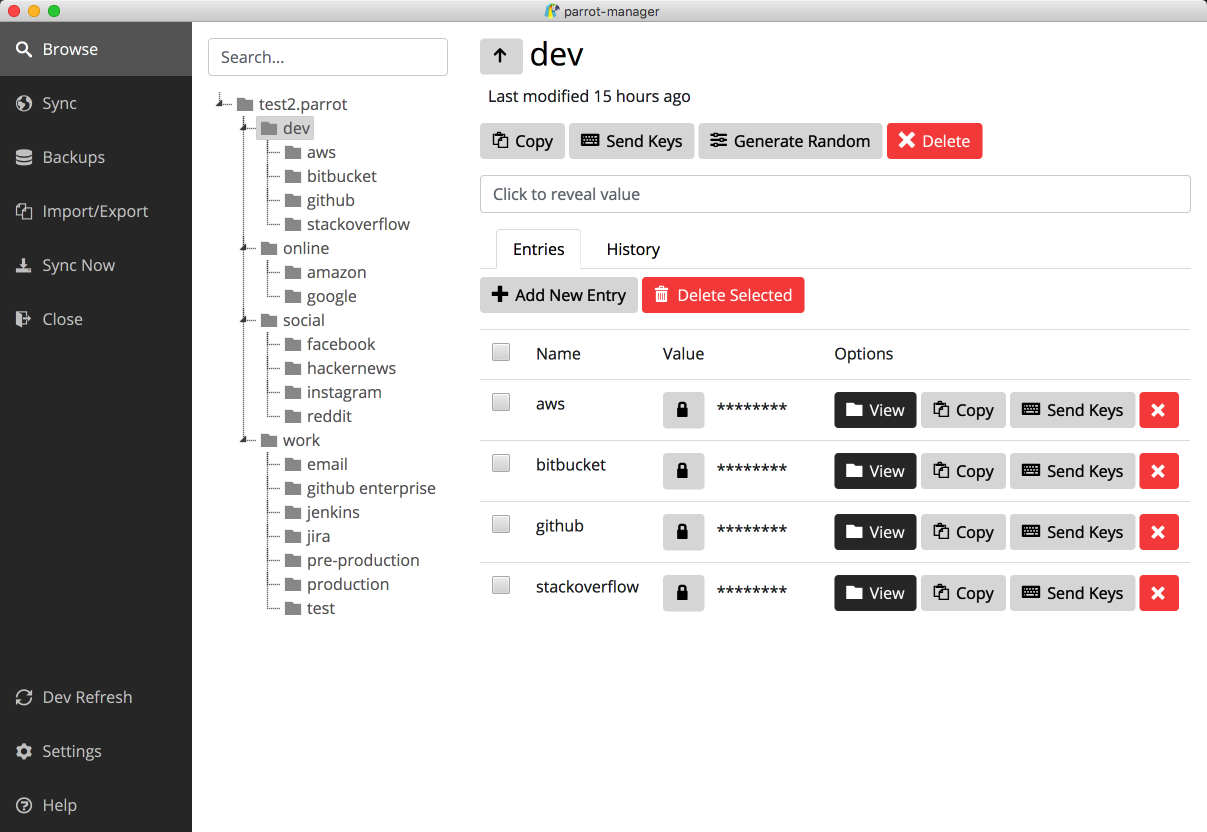 parrot-manager
Browse
Sync
Backups
Import/Export
Sync Now
Close
Dev Refresh
Settings
Help
Search...
test2.parrot
dev
aws
bitbucket
github
stackoverflow
online
amazon
google
social
facebook
hackernews
instagram
reddit
work
email
github enterprise
jenkins
jira
pre-production
production
test
dev
Last modified 15 hours ago
Copy Send Keys Generate Random Delete
Click to reveal value
Entries History
Add New Entry Delete Selected
Name Value Options
aws ******** View Copy Send Keys
bitbucket ******** View Copy Send Keys
github ******** View Copy Send Keys
stackoverflow ******** View Copy Send Keys